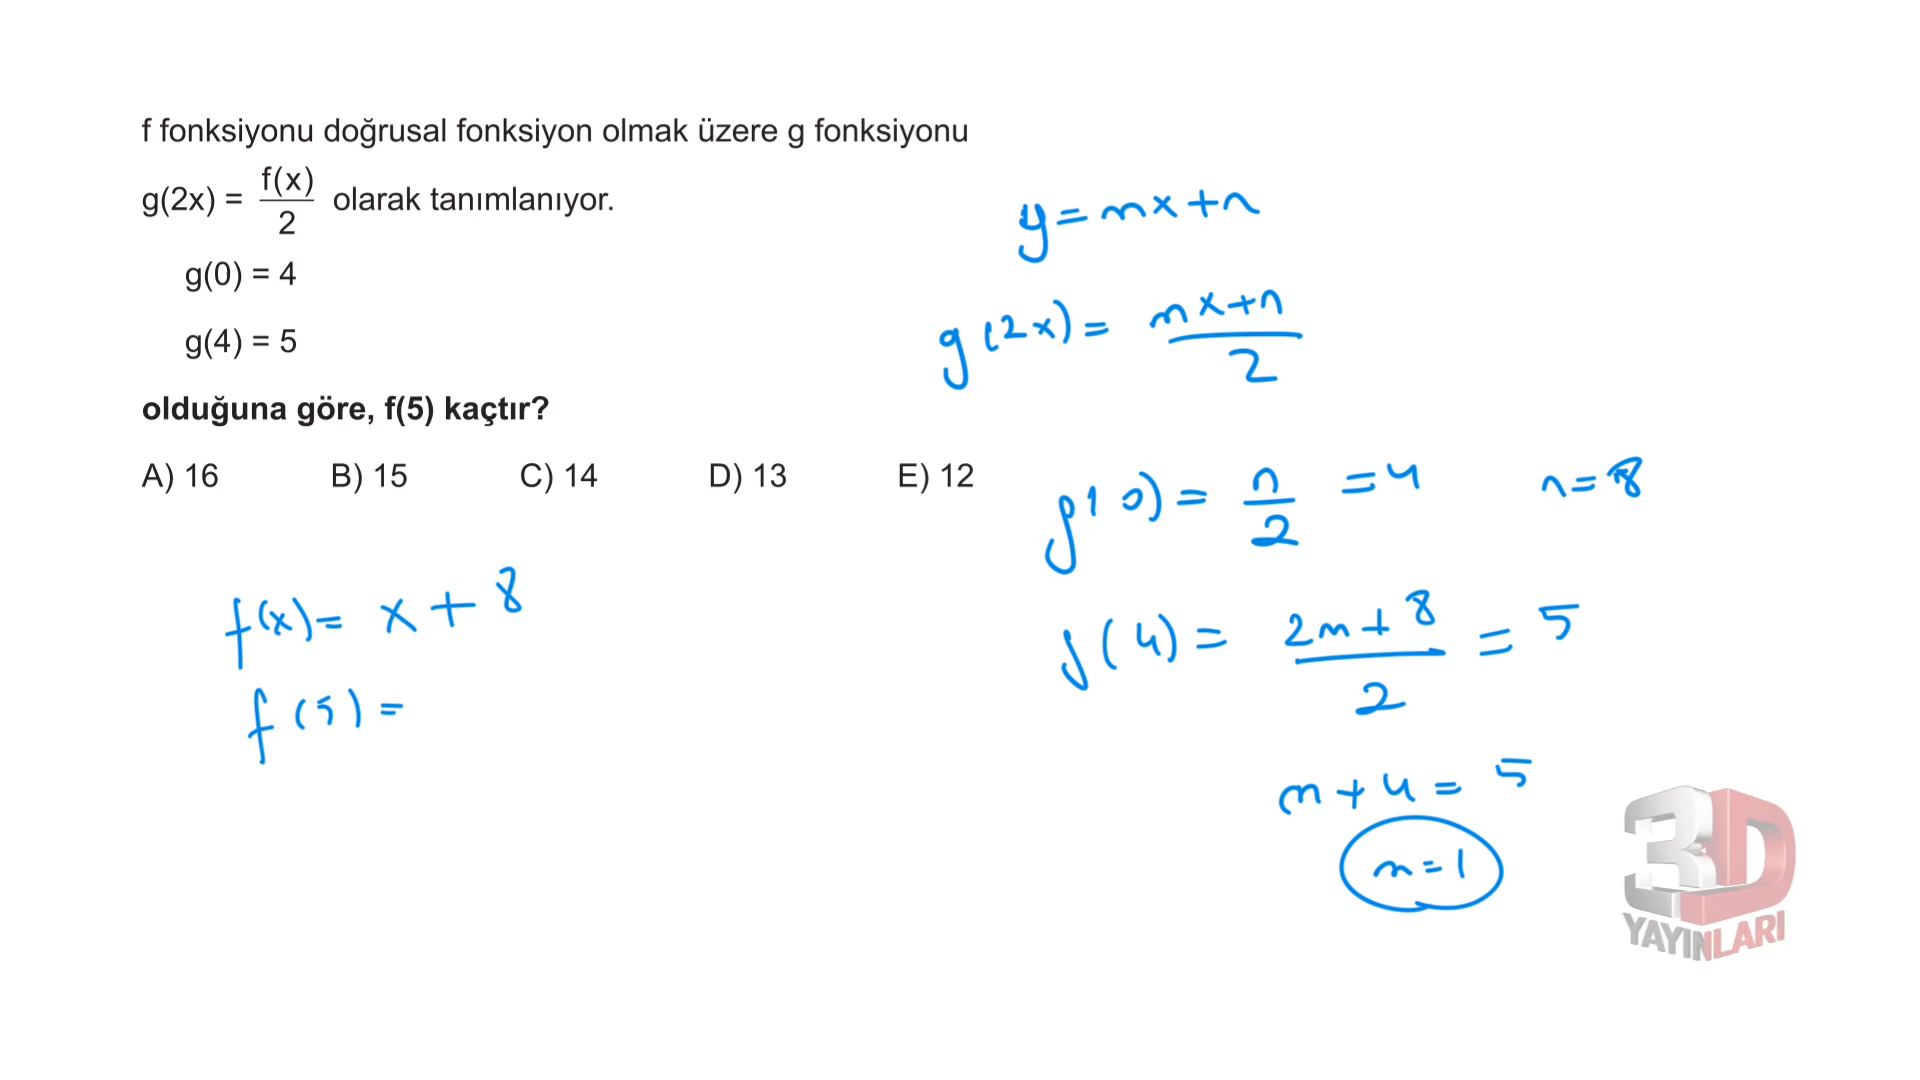 f fonksiyonu doğrusal fonksiyon olmak üzere g fonksiyonu
g(2x) = f(x)/2 olarak tanımlanıyor.
g(0) = 4
g(4) = 5
olduğuna göre, f(5) kaçtır?
A) 16 B) 15 C) 14 D) 13 E) 12
f(x) = x + 8
f(5) =
y = mx + n
g(2x) = mx+n/2
g(0) = n/2 = 4 n = 8
g(4) = 2m+8/2 = 5
m + 4 = 5
m = 1
3D
YAYINLARI